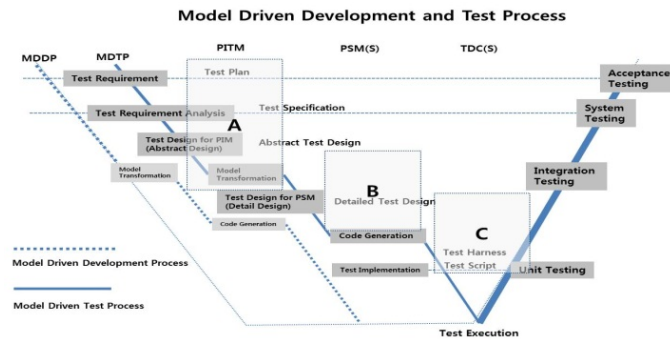 Model Driven Development and Test Process
MDDP
MDTP
PITM
PSM(S)
TDC(S)
Test Requirement
Test Plan
Acceptance
Testing
Test Requirement Analysis
Test Specification
System
Testing
A
Test Design for PIM
(Abstract Design)
Abstract Test Design
Model
Transformation
Model
Transformation
Integration
Testing
Test Design for PSM
(Detail Design)
B
Detailed Test Design
Code Generation
Code Generation
C
Test Harness
Test Script
Test Implementation
Unit Testing
Model Driven Development Process
Model Driven Test Process
Test Execution